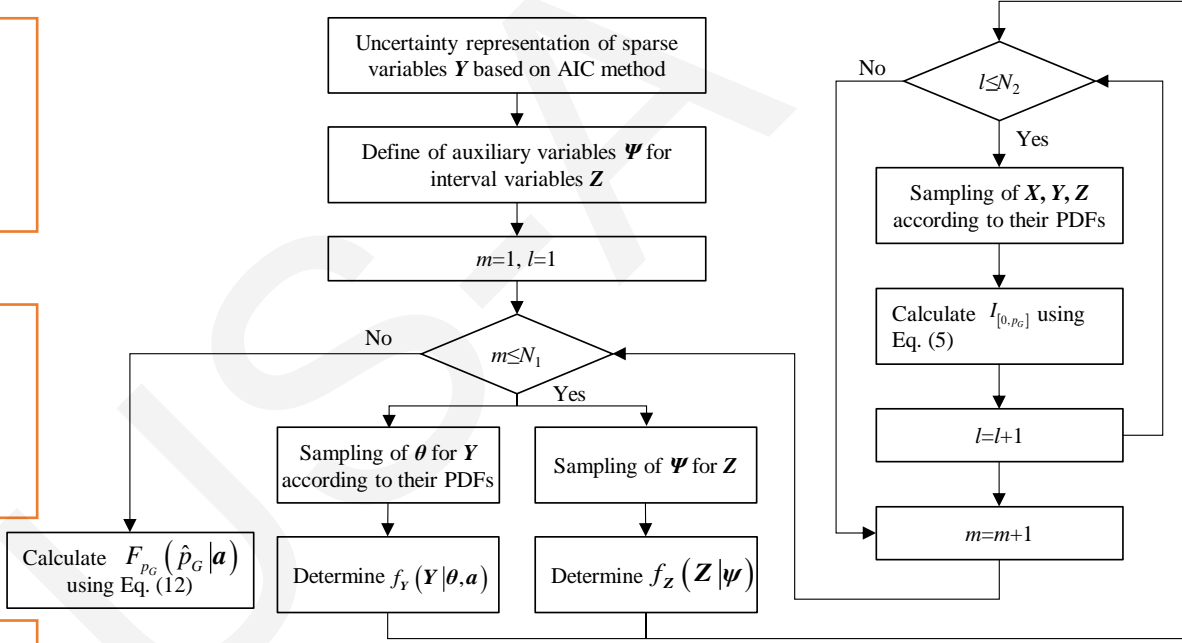 Uncertainty representation of sparse
variables Y based on AIC method
Define of auxiliary variables Ψ for
interval variables Z
m=1, l=1
No
m≤N₁
Yes
Sampling of θ for Y
according to their PDFs
Sampling of Ψ for Z
Calculate F_{p_G}(p̂_G|a)
using Eq. (12)
Determine f_Y(Y|θ,a)
Determine f_Z(Z|ψ)
No
l≤N₂
Yes
Sampling of X, Y, Z
according to their PDFs
Calculate I_{[0,p_G]} using
Eq. (5)
l=l+1
m=m+1